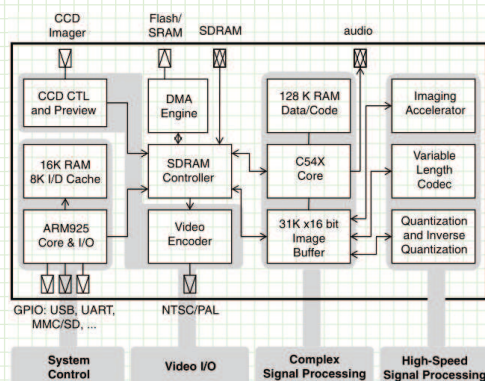 CCD
Imager
Flash/
SRAM
SDRAM
audio
CCD CTL
and Preview
DMA
Engine
128 K RAM
Data/Code
Imaging
Accelerator
16K RAM
8K I/D Cache
SDRAM
Controller
C54X
Core
Variable
Length
Codec
ARM925
Core & I/O
Video
Encoder
31K x16 bit
Image
Buffer
Quantization
and Inverse
Quantization
GPIO: USB, UART,
MMC/SD, ...
NTSC/PAL
System
Control
Video I/O
Complex
Signal Processing
High-Speed
Signal Processing